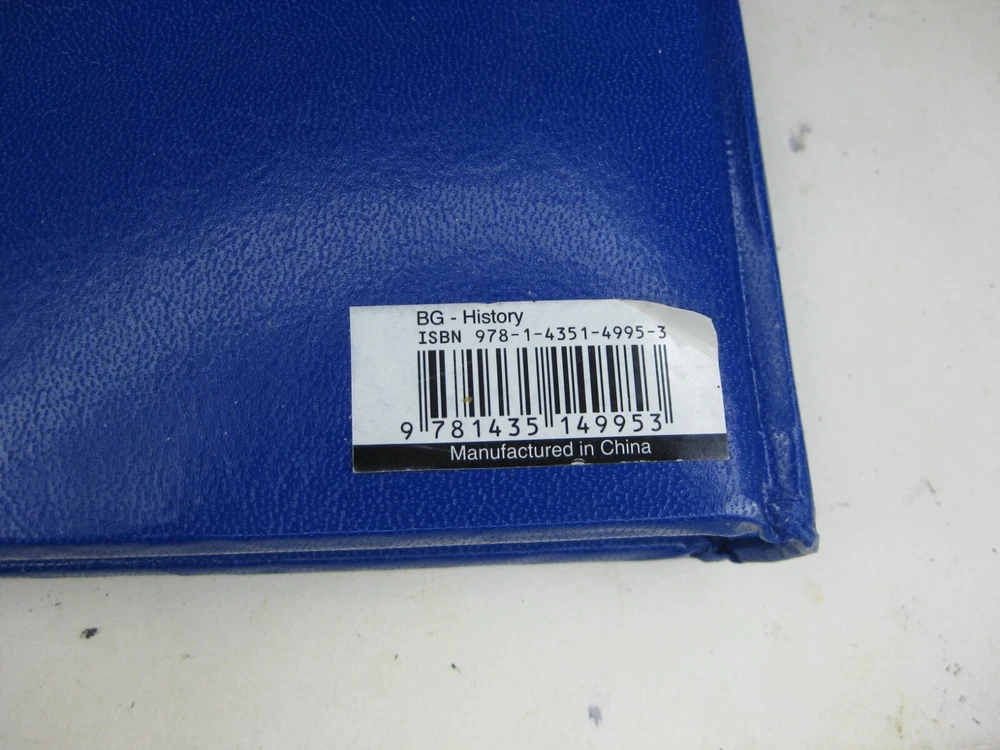 BG - History
ISBN 978-1-4351-4995-3
9 781435 149953
Manufactured in China